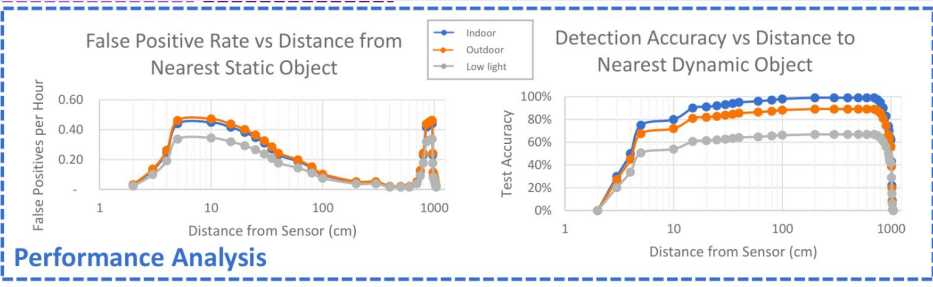 False Positive Rate vs Distance from
Nearest Static Object
False Positives per Hour
0.60
0.40
0.20
-
1
10
100
1000
Distance from Sensor (cm)
Indoor
Outdoor
Low light
Detection Accuracy vs Distance to
Nearest Dynamic Object
Test Accuracy
100%
80%
60%
40%
20%
0%
1
10
100
1000
Distance from Sensor (cm)
Performance Analysis